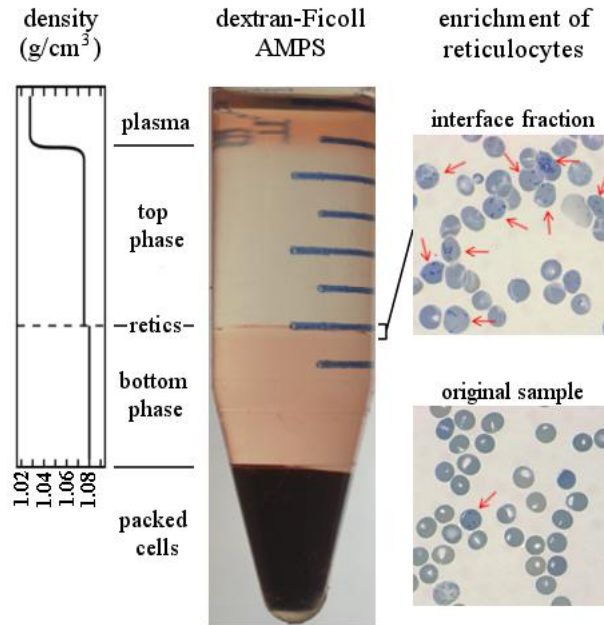 density
(g/cm³)
dextran-Ficoll
AMPS
enrichment of
reticulocytes
plasma
top
phase
retics
bottom
phase
packed
cells
1.02
1.04
1.06
1.08
interface fraction
original sample